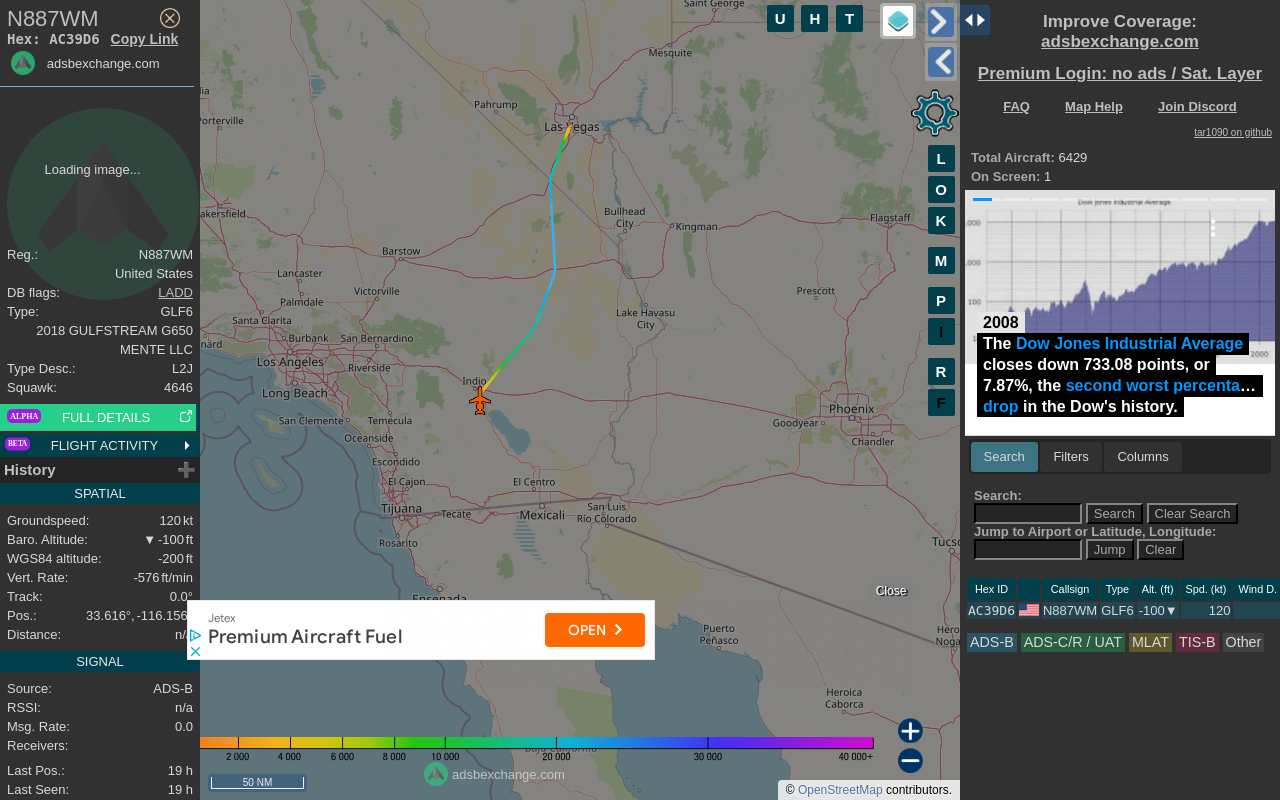 N887WM
Hex: AC39D6 Copy Link
adsbexchange.com
Loading image...
Reg.: N887WM
United States
DB flags: LADD
Type: GLF6
2018 GULFSTREAM G650
MENTE LLC
Type Desc.: L2J
Squawk: 4646
ALPHA FULL DETAILS
BETA FLIGHT ACTIVITY
History
SPATIAL
Groundspeed: 120 kt
Baro. Altitude: ▼ -100 ft
WGS84 altitude: -200 ft
Vert. Rate: -576 ft/min
Track: 0.0°
Pos.: 33.616°, -116.156
Distance: n/
SIGNAL
Source: ADS-B
RSSI: n/a
Msg. Rate: 0.0
Receivers:
Last Pos.: 19 h
Last Seen: 19 h
Saint George
Mesquite
Pahrump
Porterville
Las Vegas
akersfield
Bullhead
City
Kingman
Flagstaff
Barstow
Lancaster
Victorville
Palmdale
Prescott
Santa Clarita
Lake Havasu
City
Burbank
San Bernardino
Los Angeles
Riverside
Indio
Long Beach
San Clemente
Temecula
Phoenix
Goodyear
Oceanside
Chandler
Escondido
El Cajon
El Centro
Tijuana
Tecate
Mexicali
San Luis
Río Colorado
Rosarito
Tucso
Ensenada
Puerto
Peñasco
Hero
Noga
Heroica
Caborca
Baja California
U H T
L
O
K
M
P
I
R
F
Close
Jetex
Premium Aircraft Fuel
OPEN
2 000 4 000 6 000 8 000 10 000 20 000 30 000 40 000+
adsbexchange.com
50 NM
© OpenStreetMap contributors.
Improve Coverage:
adsbexchange.com
Premium Login: no ads / Sat. Layer
FAQ Map Help Join Discord
tar1090 on github
Total Aircraft: 6429
On Screen: 1
Dow Jones Industrial Average
100
2000
2008
The Dow Jones Industrial Average
closes down 733.08 points, or
7.87%, the second worst percenta…
drop in the Dow's history.
Search Filters Columns
Search:
Search Clear Search
Jump to Airport or Latitude, Longitude:
Jump Clear
Hex ID Callsign Type Alt. (ft) Spd. (kt) Wind D.
AC39D6 N887WM GLF6 -100▼ 120
ADS-B ADS-C/R / UAT MLAT TIS-B Other